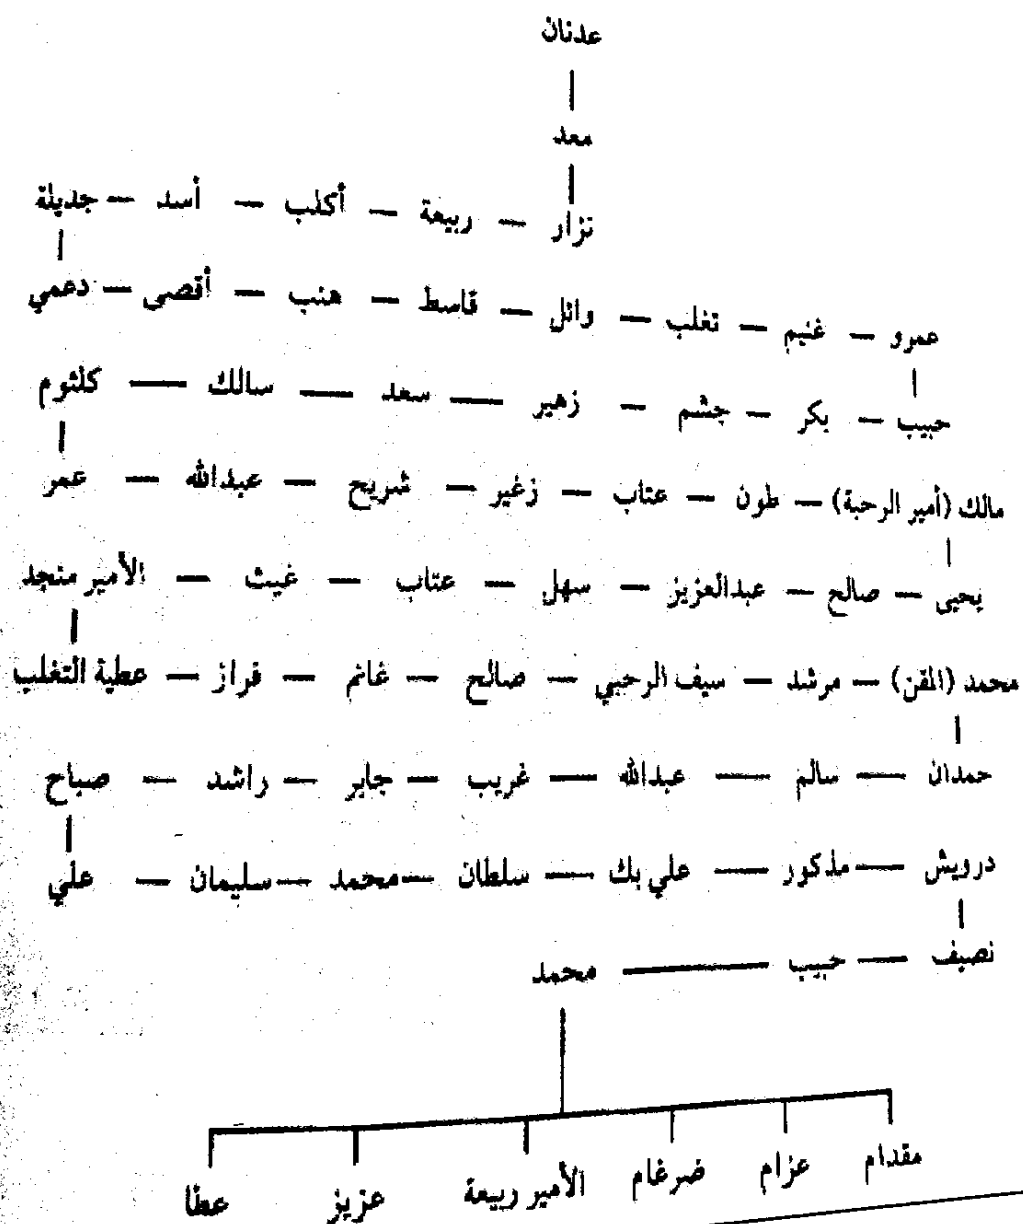 عدنان
معد
نزار — ربيعة — أكلب — أسد — جديلة
عمرو — غنيم — تغلب — وائل — قاسط — هنب — أقصى — دعمي
حبيب — بكر — جشم — زهير — سعد — سالك — كلثوم
مالك (أمير الرحبة) — طون — عتاب — زغير — شريح — عبدالله — عمر
يحيى — صالح — عبدالعزيز — سهل — عتاب — غيث — الأمير منجد
محمد (المقن) — مرشد — سيف الرحبي — صالح — غانم — فراز — عطية التغلب
حمدان — سالم — عبدالله — غريب — جابر — راشد — صباح
درويش — مذكور — علي بك — سلطان — محمد — سليمان — علي
نصيف — حبيب — محمد
مقدام عزام ضرغام الأمير ربيعة عزيز عطا